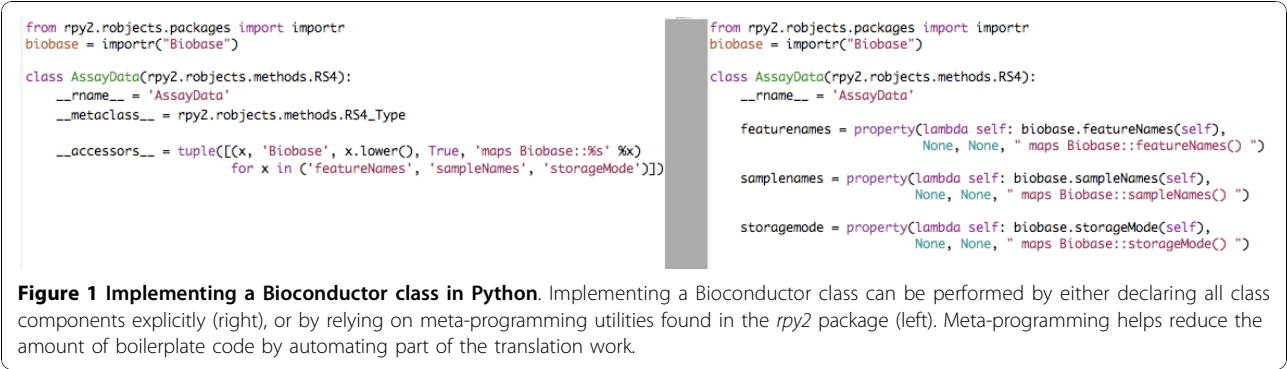 from rpy2.robjects.packages import importr
biobase = importr("Biobase")
class AssayData(rpy2.robjects.methods.RS4):
__rname__ = 'AssayData'
__metaclass__ = rpy2.robjects.methods.RS4_Type
__accessors__ = tuple([(x, 'Biobase', x.lower(), True, 'maps Biobase::%s' %x)
for x in ('featureNames', 'sampleNames', 'storageMode')])
from rpy2.robjects.packages import importr
biobase = importr("Biobase")
class AssayData(rpy2.robjects.methods.RS4):
__rname__ = 'AssayData'
featurenames = property(lambda self: biobase.featureNames(self),
None, None, " maps Biobase::featureNames() ")
samplenames = property(lambda self: biobase.sampleNames(self),
None, None, " maps Biobase::sampleNames() ")
storagemode = property(lambda self: biobase.storageMode(self),
None, None, " maps Biobase::storageMode() ")
Figure 1 Implementing a Bioconductor class in Python. Implementing a Bioconductor class can be performed by either declaring all class
components explicitly (right), or by relying on meta-programming utilities found in the rpy2 package (left). Meta-programming helps reduce the
amount of boilerplate code by automating part of the translation work.